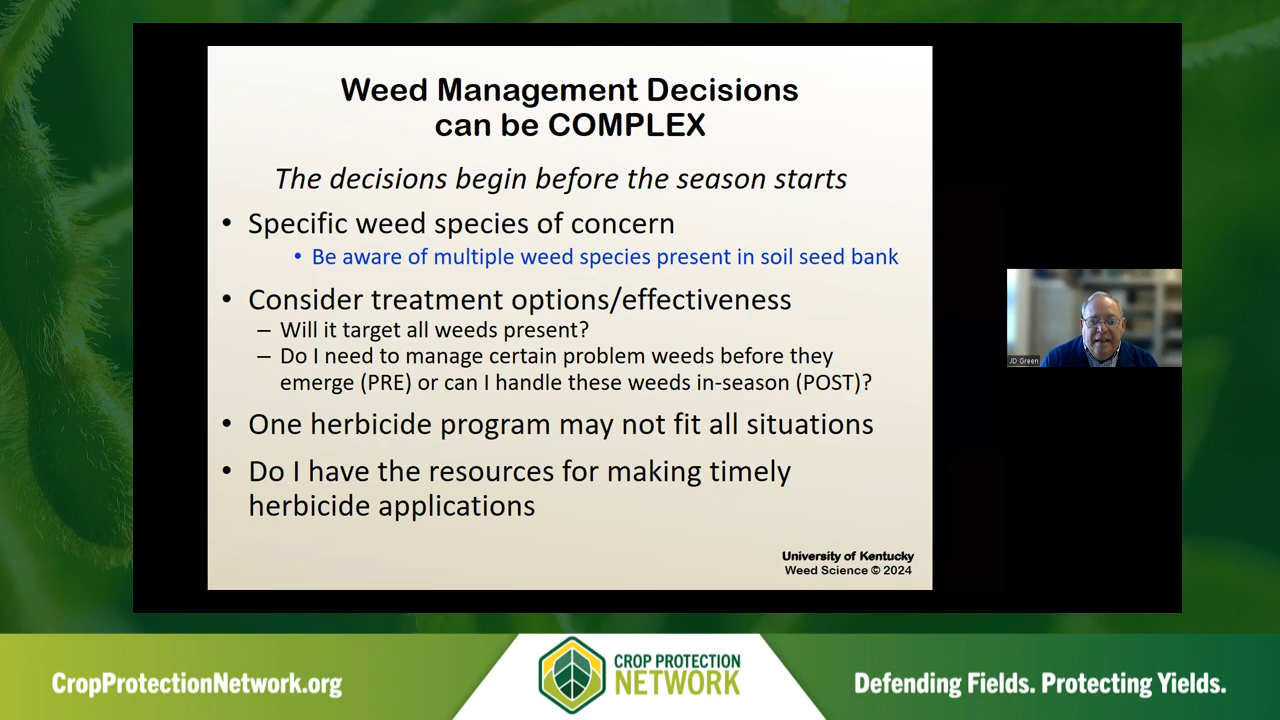 Weed Management Decisions
can be COMPLEX
The decisions begin before the season starts
• Specific weed species of concern
• Be aware of multiple weed species present in soil seed bank
• Consider treatment options/effectiveness
– Will it target all weeds present?
– Do I need to manage certain problem weeds before they
emerge (PRE) or can I handle these weeds in-season (POST)?
• One herbicide program may not fit all situations
• Do I have the resources for making timely
herbicide applications
University of Kentucky
Weed Science © 2024
JD Green
CropProtectionNetwork.org
CROP PROTECTION
NETWORK
Defending Fields. Protecting Yields.